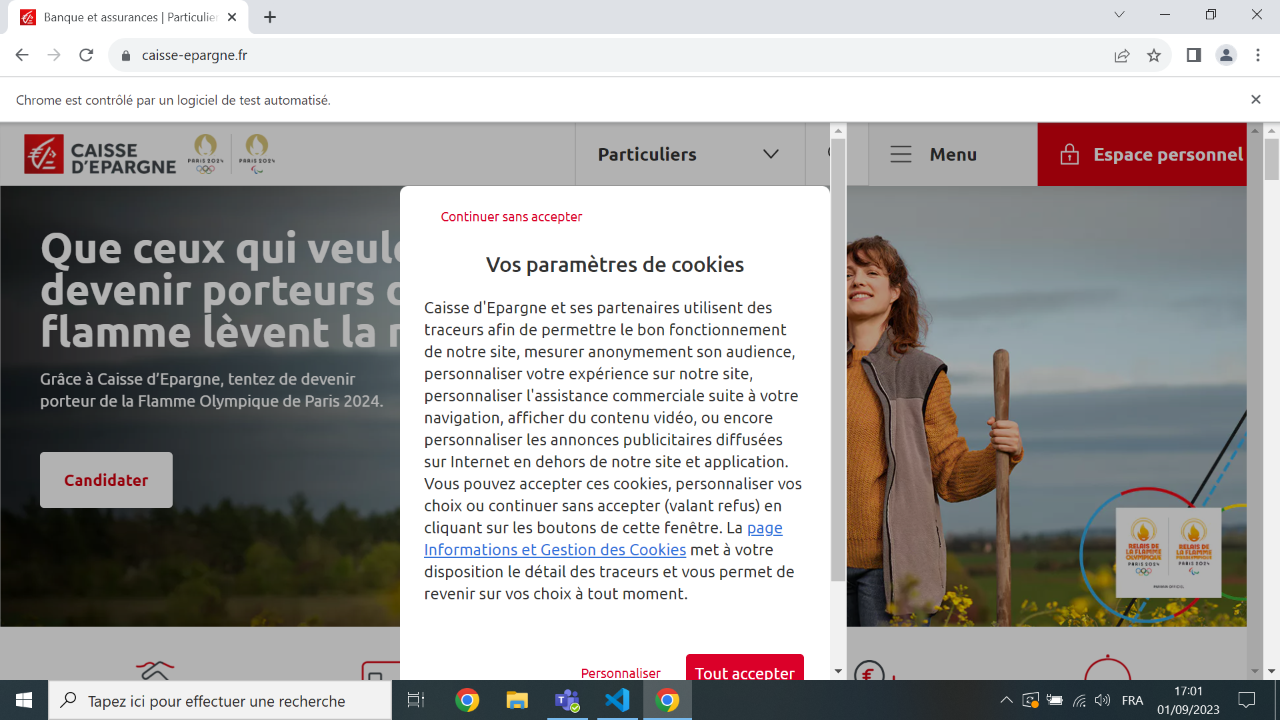 Banque et assurances | Particulier
caisse-epargne.fr
Chrome est contrôlé par un logiciel de test automatisé.
CAISSE
D'EPARGNE
PARIS 2024
PARIS 2024
Particuliers
Menu
Espace personnel
Que ceux qui veule
devenir porteurs d
flamme lèvent la m
Grâce à Caisse d’Epargne, tentez de devenir
porteur de la Flamme Olympique de Paris 2024.
Candidater
Continuer sans accepter
Vos paramètres de cookies
Caisse d'Epargne et ses partenaires utilisent des
traceurs afin de permettre le bon fonctionnement
de notre site, mesurer anonymement son audience,
personnaliser votre expérience sur notre site,
personnaliser l'assistance commerciale suite à votre
navigation, afficher du contenu vidéo, ou encore
personnaliser les annonces publicitaires diffusées
sur Internet en dehors de notre site et application.
Vous pouvez accepter ces cookies, personnaliser vos
choix ou continuer sans accepter (valant refus) en
cliquant sur les boutons de cette fenêtre. La page
Informations et Gestion des Cookies met à votre
disposition le détail des traceurs et vous permet de
revenir sur vos choix à tout moment.
Personnaliser
Tout accepter
RELAIS DE
LA FLAMME
OLYMPIQUE
PARIS 2024
RELAIS DE
LA FLAMME
PARALYMPIQUE
PARIS 2024
Tapez ici pour effectuer une recherche
FRA
17:01
01/09/2023